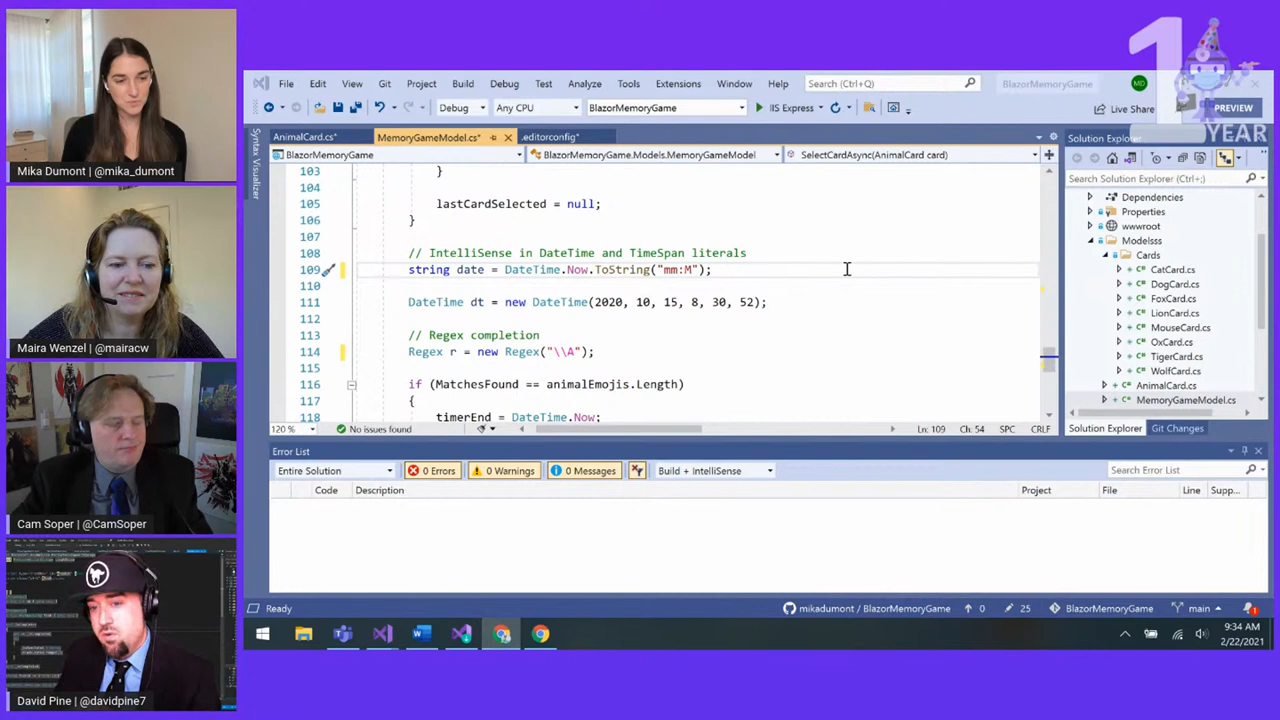 Mika Dumont | @mika_dumont
Maira Wenzel | @mairacw
Cam Soper | @CamSoper
David Pine | @davidpine7
1
YEAR
File Edit View Git Project Build Debug Test Analyze Tools Extensions Window Help Search (Ctrl+Q) BlazorMemoryGame MD
Debug Any CPU BlazorMemoryGame IIS Express Live Share PREVIEW
AnimalCard.cs* MemoryGameModel.cs* .editorconfig*
BlazorMemoryGame BlazorMemoryGame.Models.MemoryGameModel SelectCardAsync(AnimalCard card)
Syntax Visualizer
103 }
104
105 lastCardSelected = null;
106 }
107
108 // IntelliSense in DateTime and TimeSpan literals
109 string date = DateTime.Now.ToString("mm:M");
110
111 DateTime dt = new DateTime(2020, 10, 15, 8, 30, 52);
112
113 // Regex completion
114 Regex r = new Regex("\\A");
115
116 if (MatchesFound == animalEmojis.Length)
117 {
118 timerEnd = DateTime.Now;
120 % No issues found Ln: 109 Ch: 54 SPC CRLF
Solution Explorer
Search Solution Explorer (Ctrl+;)
Dependencies
Properties
wwwroot
Modelsss
Cards
CatCard.cs
DogCard.cs
FoxCard.cs
LionCard.cs
MouseCard.cs
OxCard.cs
TigerCard.cs
WolfCard.cs
AnimalCard.cs
MemoryGameModel.cs
Solution Explorer Git Changes
Error List
Entire Solution 0 Errors 0 Warnings 0 Messages Build + IntelliSense Search Error List
Code Description Project File Line Supp...
Ready mikadumont / BlazorMemoryGame 0 25 BlazorMemoryGame main 1
9:34 AM
2/22/2021